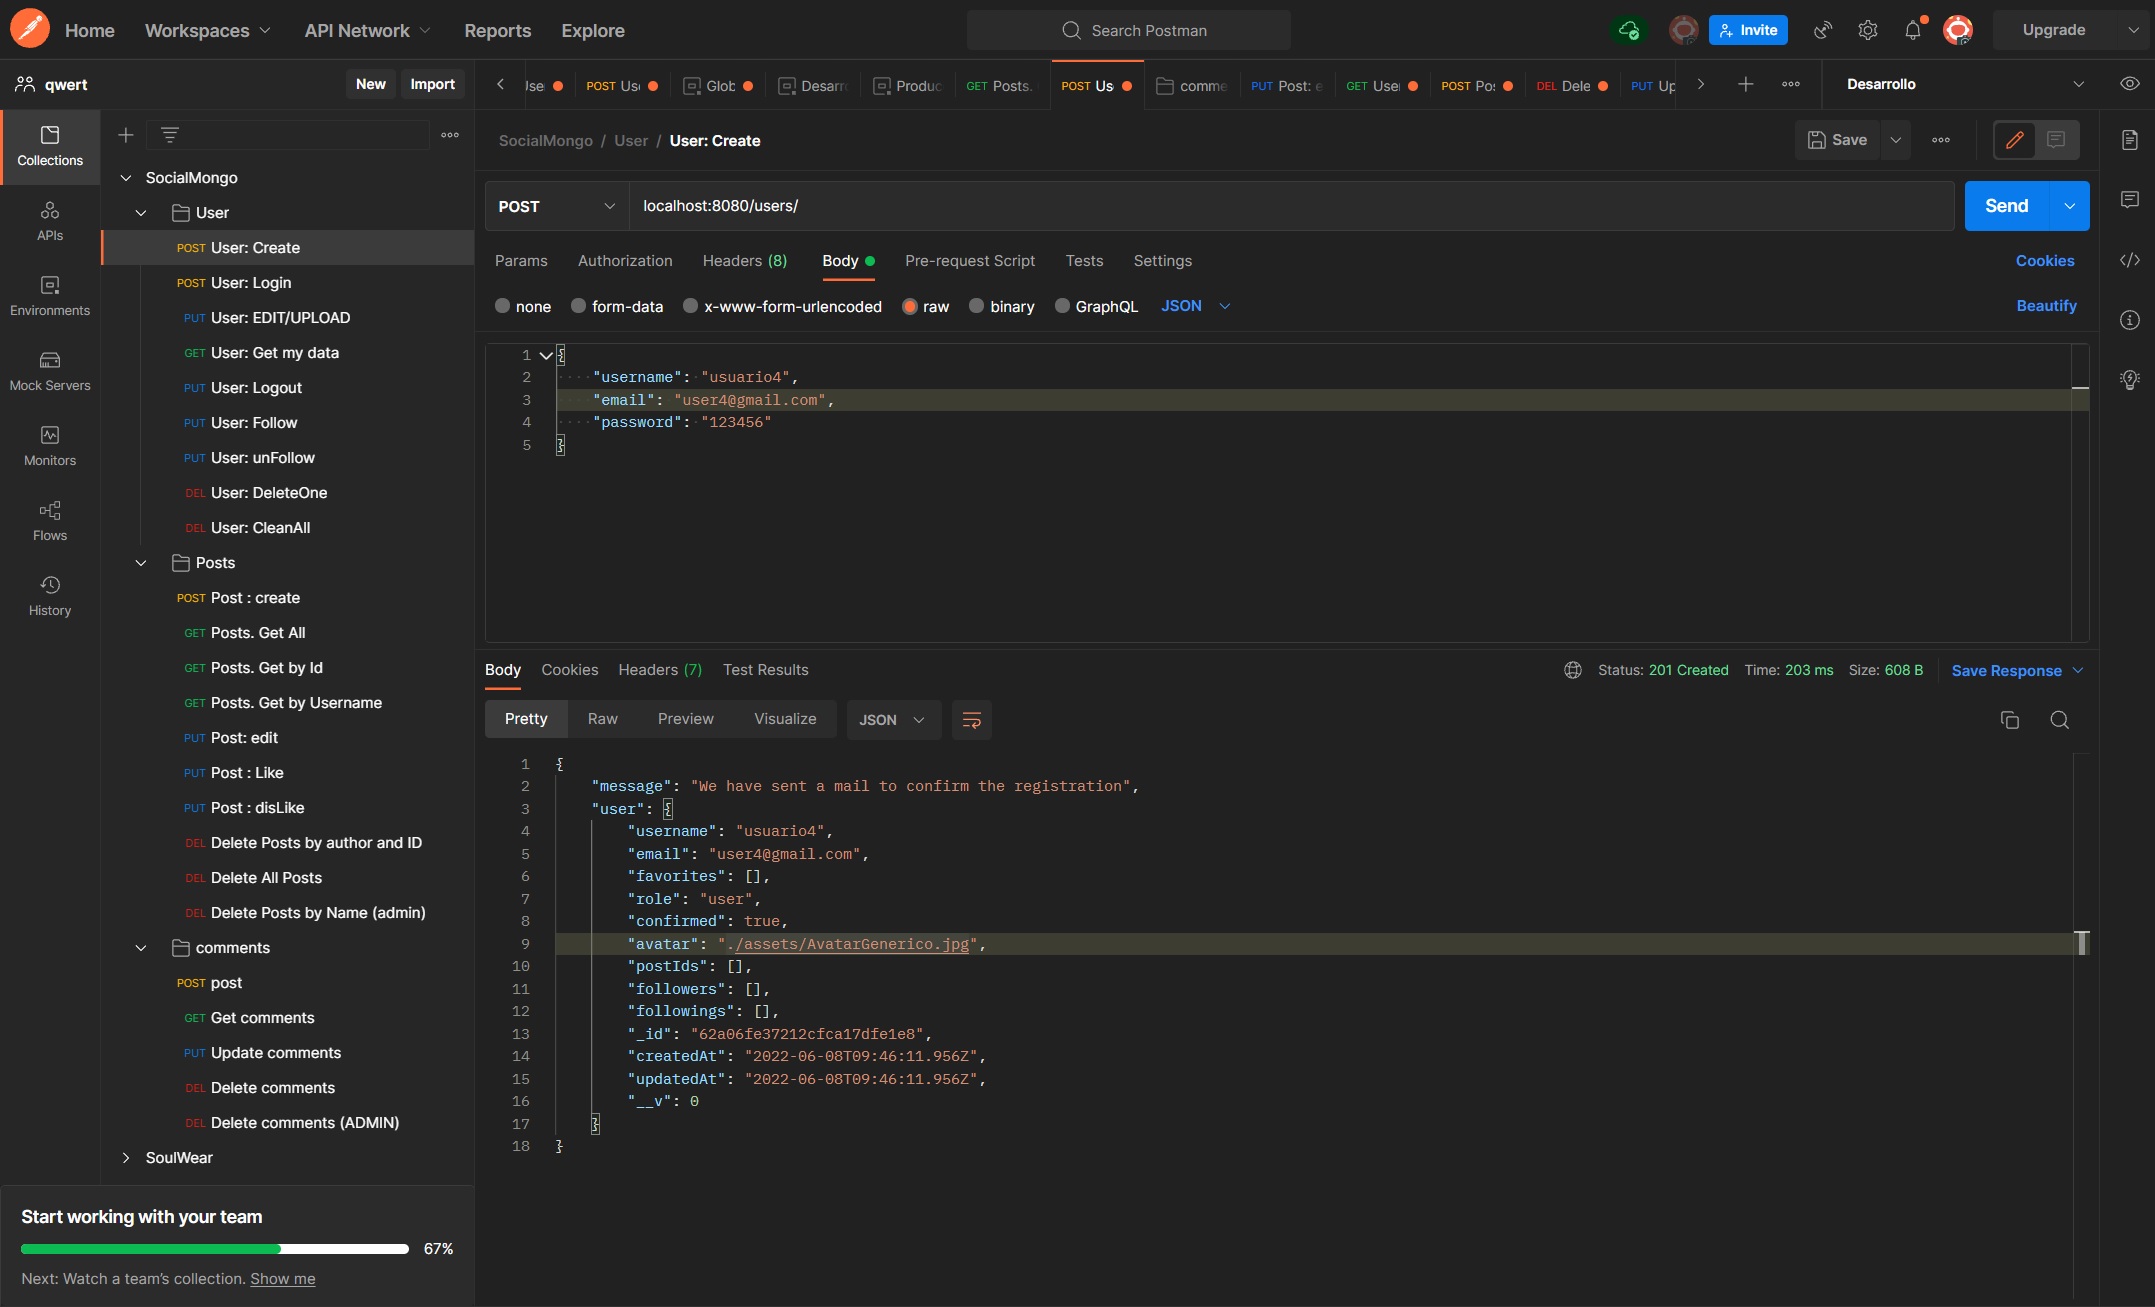 Home Workspaces API Network Reports Explore Search Postman Invite Upgrade
qwert New Import
POST Glob Desarr Produc GET Posts. POST Us comme PUT Post: GET User POST Pos DEL Dele PUT Up Desarrollo
Collections
APIs
Environments
Mock Servers
Monitors
Flows
History
SocialMongo
User
POST User: Create
POST User: Login
PUT User: EDIT/UPLOAD
GET User: Get my data
PUT User: Logout
PUT User: Follow
PUT User: unFollow
DEL User: DeleteOne
DEL User: CleanAll
Posts
POST Post : create
GET Posts. Get All
GET Posts. Get by Id
GET Posts. Get by Username
PUT Post: edit
PUT Post : Like
PUT Post : disLike
DEL Delete Posts by author and ID
DEL Delete All Posts
DEL Delete Posts by Name (admin)
comments
POST post
GET Get comments
PUT Update comments
DEL Delete comments
DEL Delete comments (ADMIN)
SoulWear
Start working with your team
67%
Next: Watch a team's collection. Show me
SocialMongo / User / User: Create Save
POST localhost:8080/users/ Send
Params Authorization Headers (8) Body Pre-request Script Tests Settings Cookies
none form-data x-www-form-urlencoded raw binary GraphQL JSON Beautify
1 {
2 "username": "usuario4",
3 "email": "user4@gmail.com",
4 "password": "123456"
5 }
Body Cookies Headers (7) Test Results Status: 201 Created Time: 203 ms Size: 608 B Save Response
Pretty Raw Preview Visualize JSON
1 {
2 "message": "We have sent a mail to confirm the registration",
3 "user": {
4 "username": "usuario4",
5 "email": "user4@gmail.com",
6 "favorites": [],
7 "role": "user",
8 "confirmed": true,
9 "avatar": "./assets/AvatarGenerico.jpg",
10 "postIds": [],
11 "followers": [],
12 "followings": [],
13 "_id": "62a06fe37212cfca17dfe1e8",
14 "createdAt": "2022-06-08T09:46:11.956Z",
15 "updatedAt": "2022-06-08T09:46:11.956Z",
16 "__v": 0
17 }
18 }